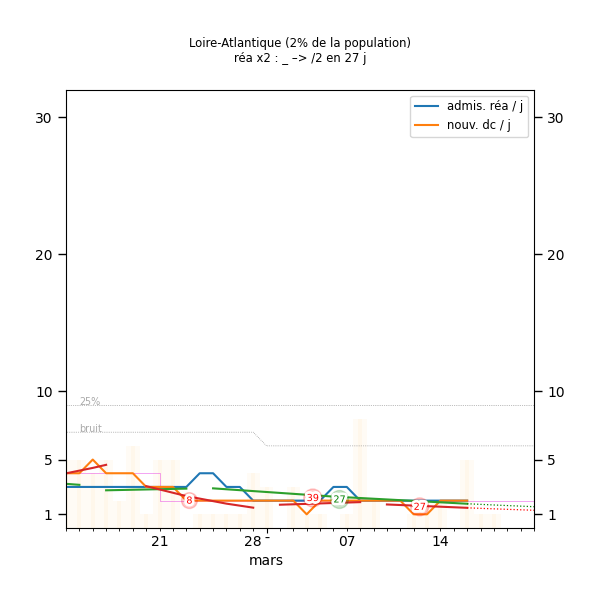 Loire-Atlantique (2% de la population)
réa x2 : _ –> /2 en 27 j
admis. réa / j
nouv. dc / j
30 30
20 20
10 10
25%
bruit
5 5
8 39 27 27
1 1
21 28 - 07 14
mars